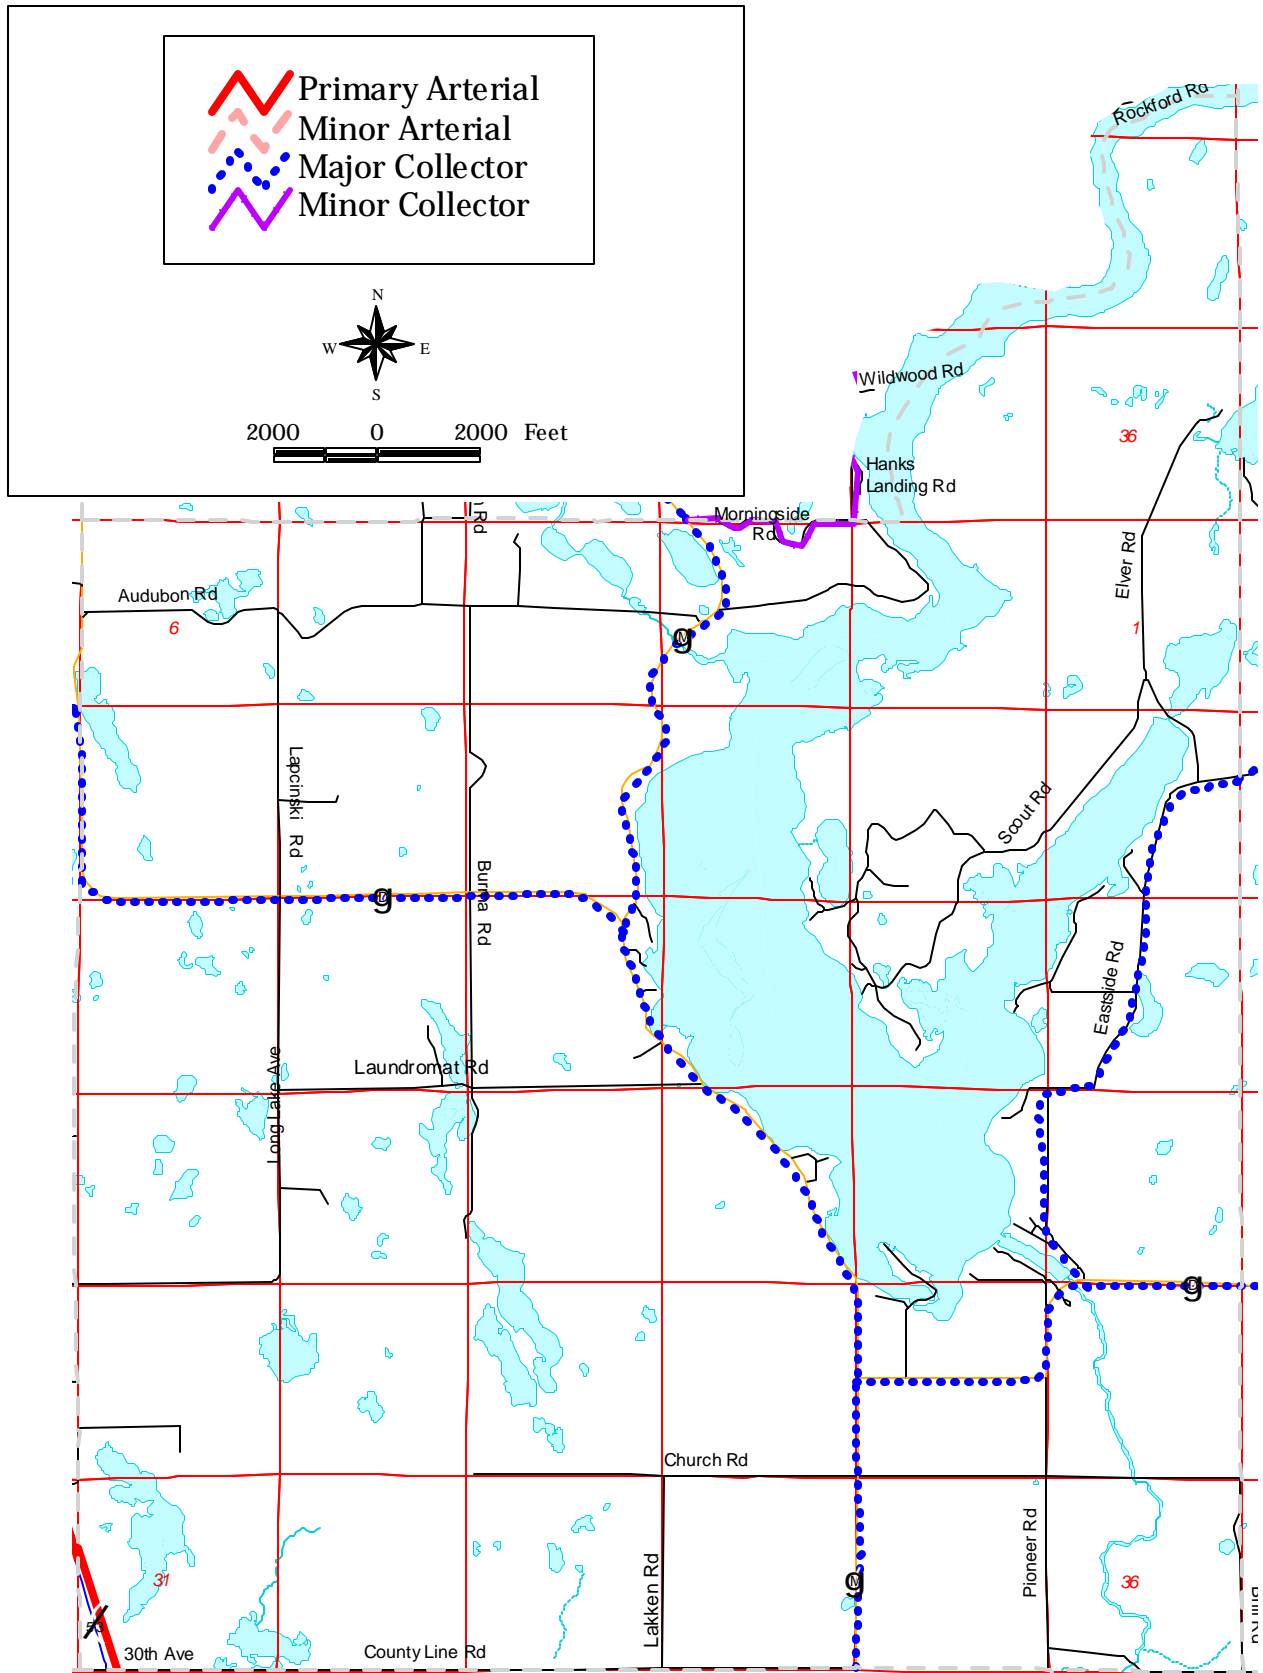 Primary Arterial
Minor Arterial
Major Collector
Minor Collector
N
W E
S
2000 0 2000 Feet
Rockford Rd
Wildwood Rd
36
Hanks
Landing Rd
Morningside
Rd
Rd
Elver Rd
Audubon Rd
6
1
g
M
Lapcinski Rd
Scout Rd
Burma Rd
g
Eastside Rd
Laundromat Rd
Long Lake Ave
g
Church Rd
Pioneer Rd
Lakken Rd
31
g
M
36
53
30th Ave
County Line Rd